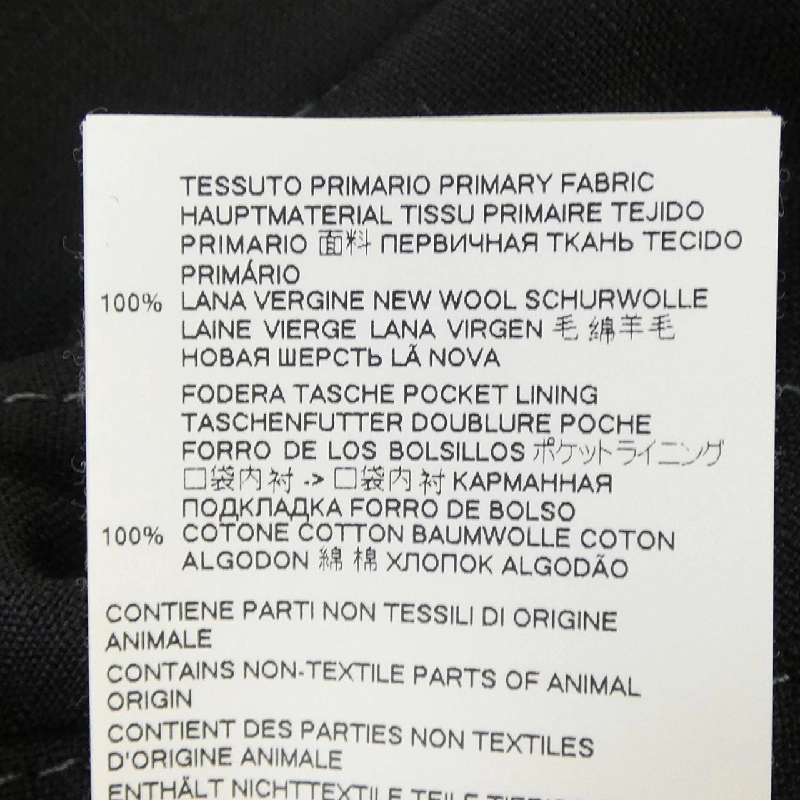 TESSUTO PRIMARIO PRIMARY FABRIC
HAUPTMATERIAL TISSU PRIMAIRE TEJIDO
PRIMARIO 面料 ПЕРВИЧНАЯ ТКАНЬ TECIDO
PRIMÁRIO
100% LANA VERGINE NEW WOOL SCHURWOLLE
LAINE VIERGE LANA VIRGEN 毛 綿羊毛
НОВАЯ ШЕРСТЬ LÃ NOVA
FODERA TASCHE POCKET LINING
TASCHENFUTTER DOUBLURE POCHE
FORRO DE LOS BOLSILLOS ポケットライニング
口袋内衬 -> 口袋内衬 КАРМАННАЯ
ПОДКЛАДКА FORRO DE BOLSO
100% COTONE COTTON BAUMWOLLE COTON
ALGODON 綿 棉 ХЛОПОК ALGODÃO
CONTIENE PARTI NON TESSILI DI ORIGINE
ANIMALE
CONTAINS NON-TEXTILE PARTS OF ANIMAL
ORIGIN
CONTIENT DES PARTIES NON TEXTILES
D'ORIGINE ANIMALE
ENTHÄLT NICHTTEXTILE TEILE